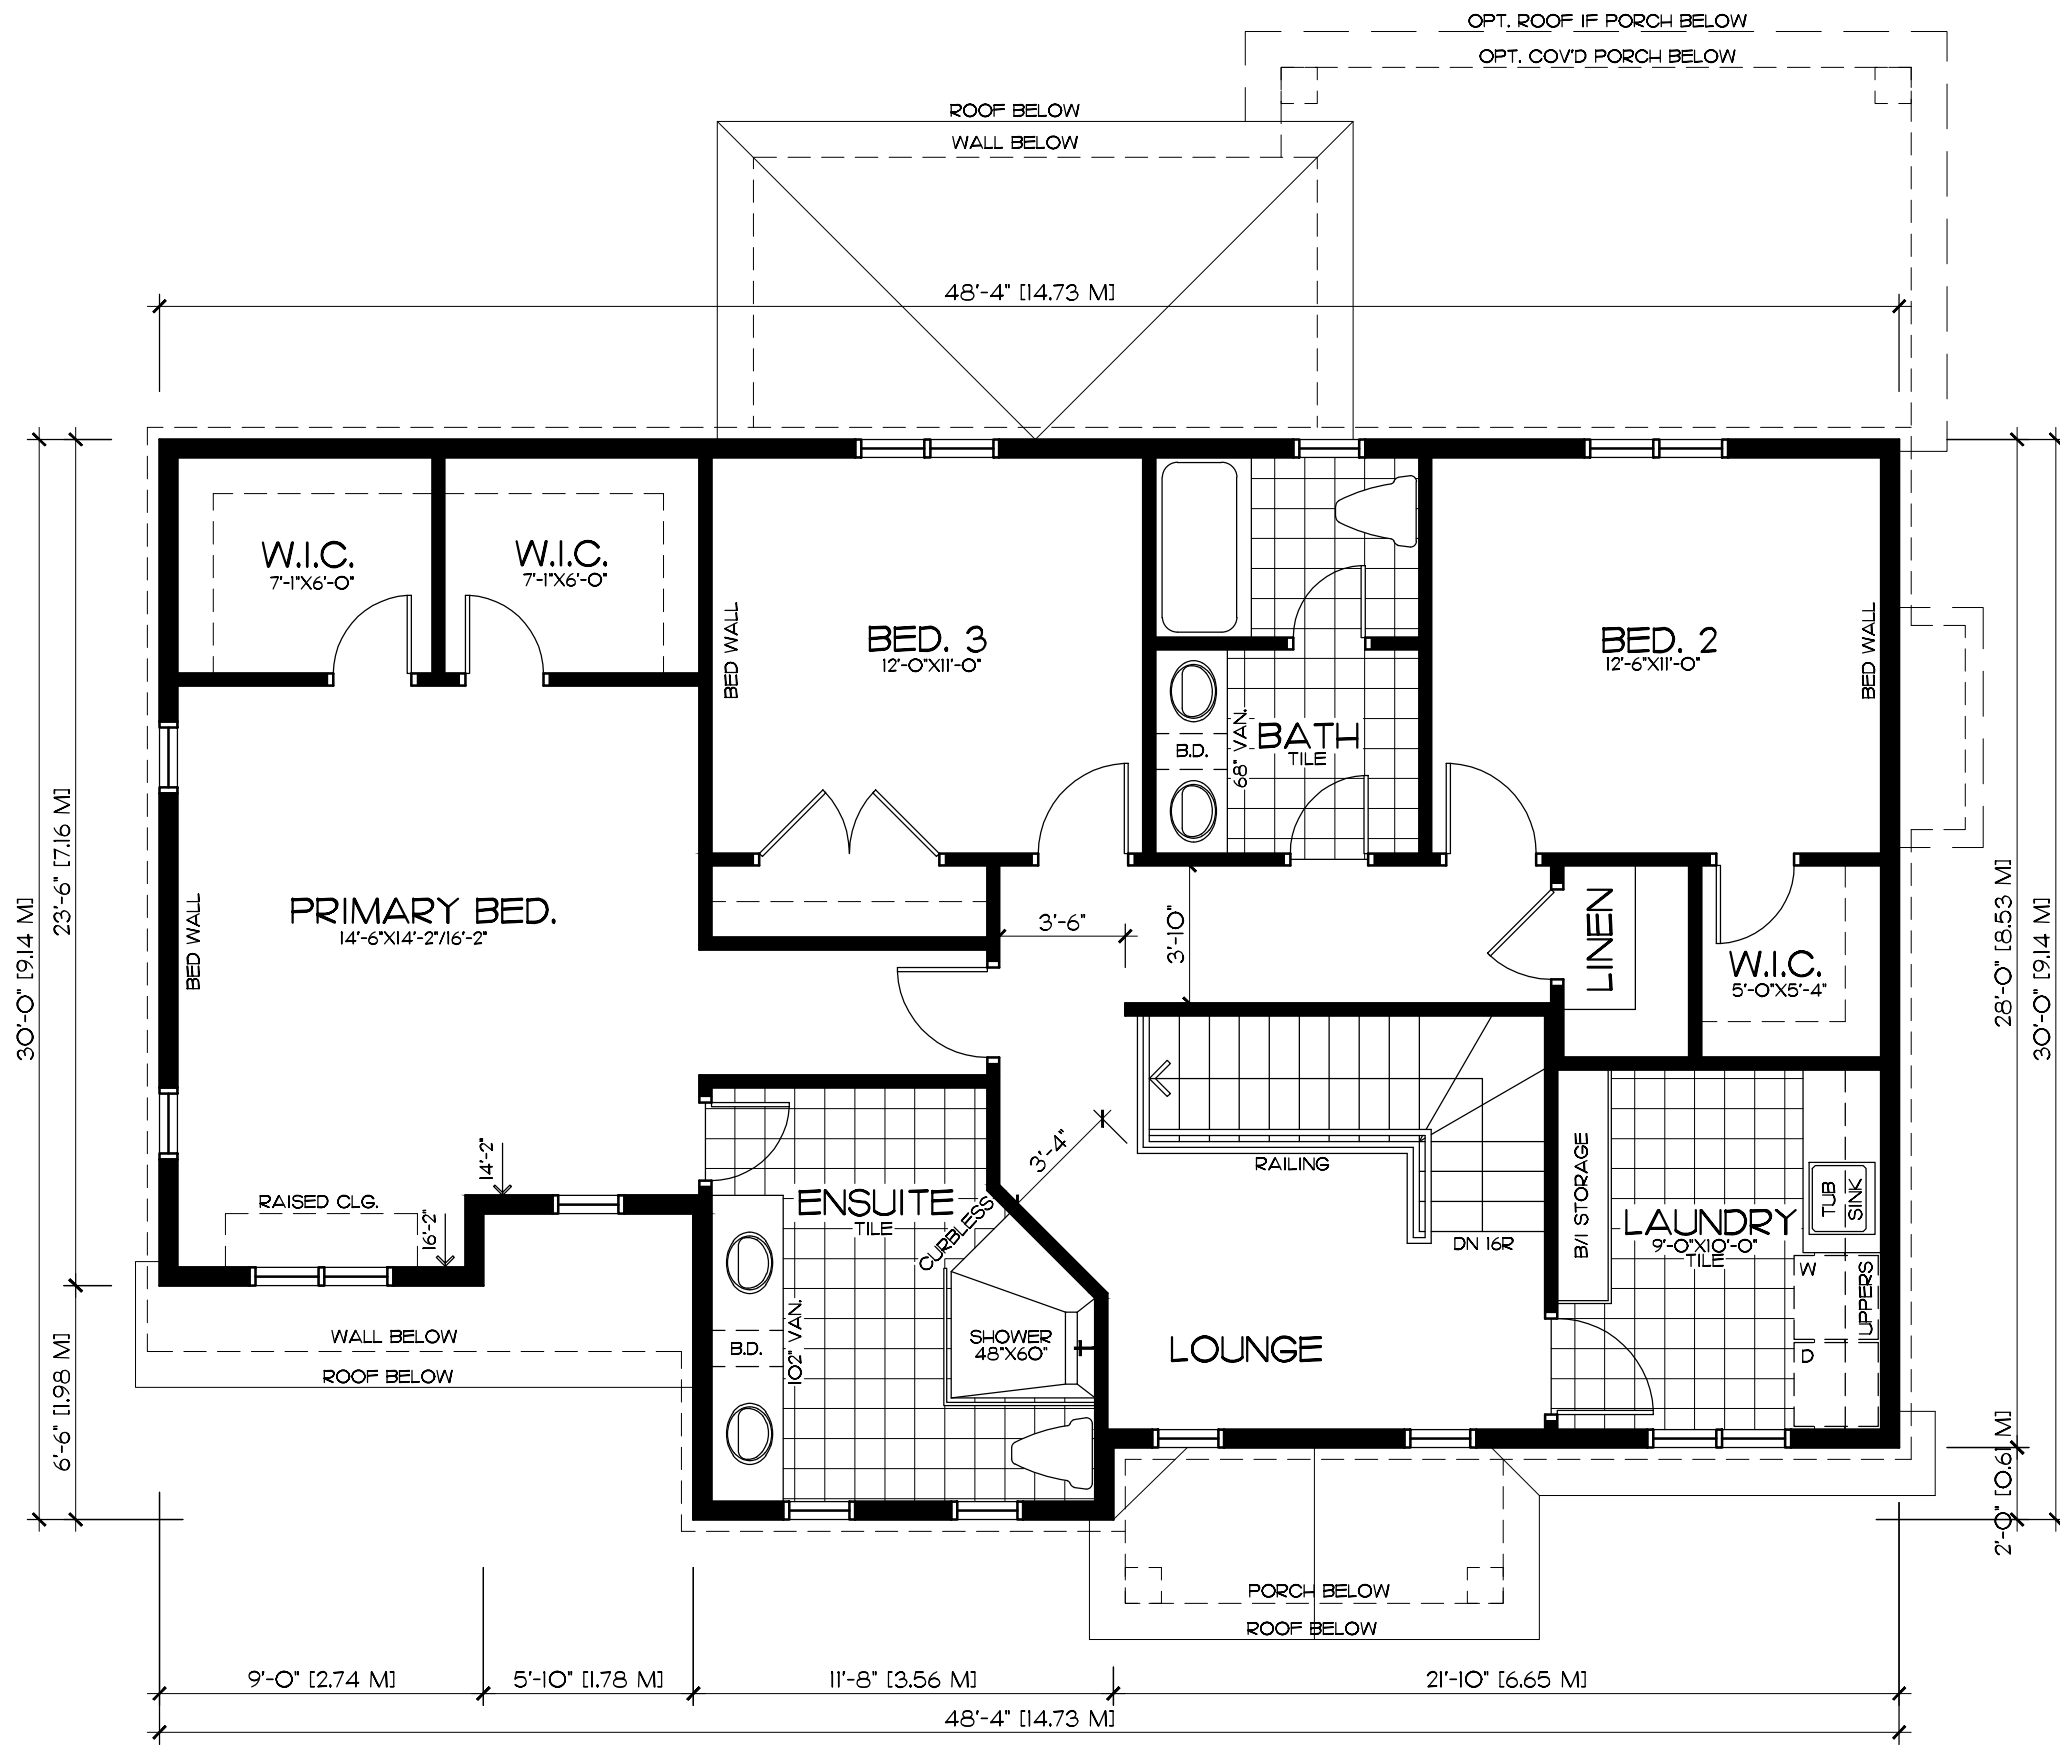 OPT. ROOF IF PORCH BELOW
OPT. COV'D PORCH BELOW
ROOF BELOW
WALL BELOW
48'-4" [14.73 M]
W.I.C.
7'-1"X6'-0"
W.I.C.
7'-1"X6'-0"
BED WALL
BED. 3
12'-0"X11'-0"
BED. 2
12'-6"X11'-0"
BED WALL
68" VAN.
BATH
TILE
B.D.
30'-0" [9.14 M]
23'-6" [7.16 M]
BED WALL
PRIMARY BED.
14'-6"X14'-2"/16'-2"
3'-6"
3'-10"
LINEN
W.I.C.
5'-0"X5'-4"
28'-0" [8.53 M]
30'-0" [9.14 M]
14'-2"
3'-4"
RAILING
DN 16R
RAISED CLG.
16'-2"
ENSUITE
TILE
CURBLESS
B/I STORAGE
TUB
SINK
LAUNDRY
9'-0"X10'-0"
TILE
W
D
UPPERS
WALL BELOW
ROOF BELOW
B.D.
102" VAN.
SHOWER
48"X60"
LOUNGE
6'-6" [1.98 M]
2'-0" [0.61 M]
PORCH BELOW
ROOF BELOW
9'-0" [2.74 M]
5'-10" [1.78 M]
11'-8" [3.56 M]
21'-10" [6.65 M]
48'-4" [14.73 M]